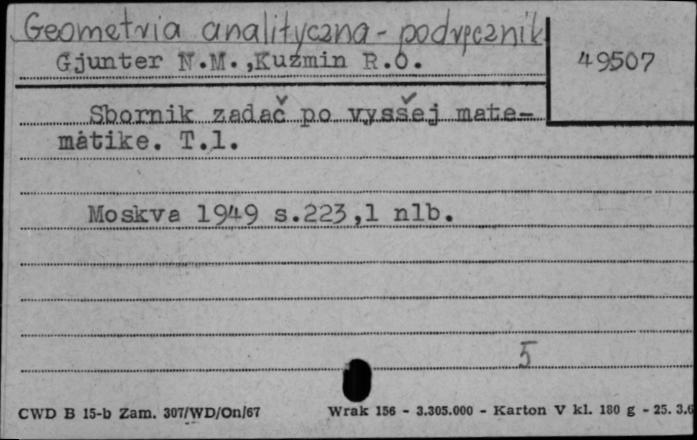 Geometria analityczna - podręcznik
Gjunter N.M.,Kuzmin R.O.
49507
Sbornik zadač po vysšej mate-
matike. T.1.
Moskva 1949 s.223,1 nlb.
5
CWD B 15-b Zam. 307/WD/On/67
Wrak 156 - 3.305.000 - Karton V kl. 180 g - 25. 3.6